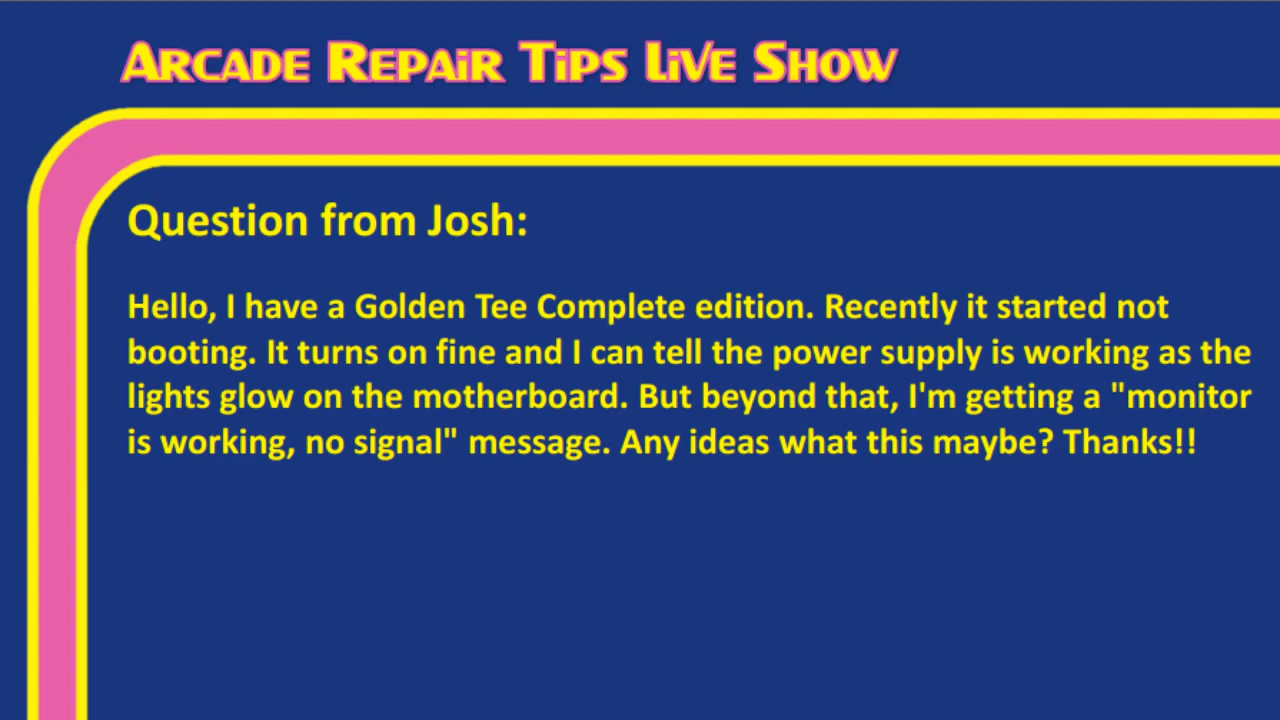 Arcade Repair Tips Live Show
Question from Josh:
Hello, I have a Golden Tee Complete edition. Recently it started not
booting. It turns on fine and I can tell the power supply is working as the
lights glow on the motherboard. But beyond that, I'm getting a "monitor
is working, no signal" message. Any ideas what this maybe? Thanks!!